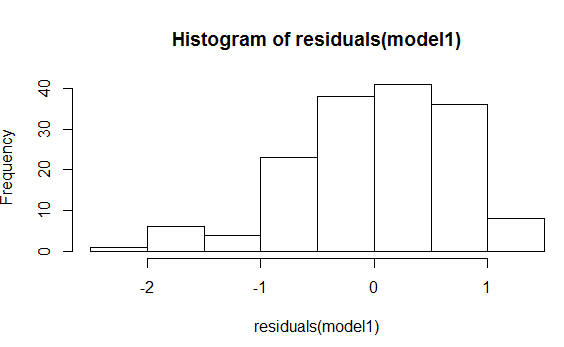 Histogram of residuals(model1)
Frequency
40
30
20
10
0
-2 -1 0 1
residuals(model1)